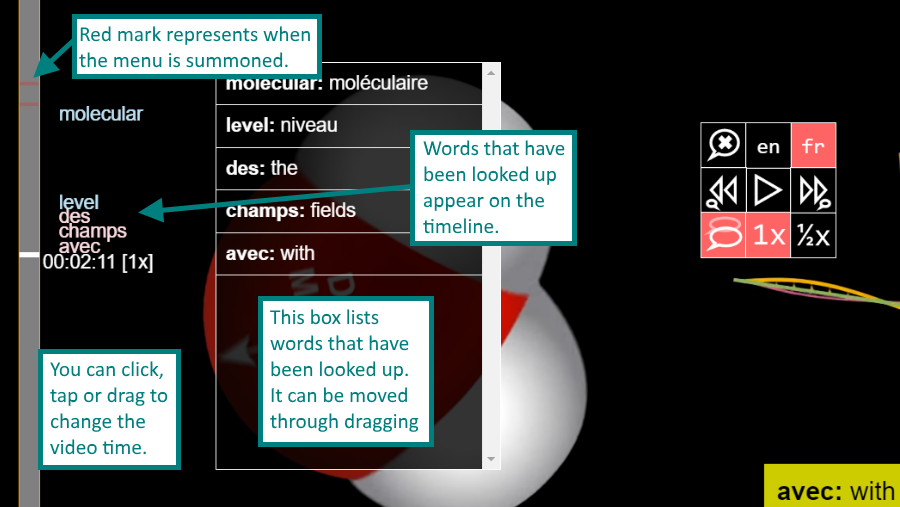 Red mark represents when
the menu is summoned.
molecular
level
des
champs
avec
00:02:11 [1x]
You can click,
tap or drag to
change the
video time.
molecular: moléculaire
level: niveau
des: the
champs: fields
avec: with
Words that have
been looked up
appear on the
timeline.
This box lists
words that have
been looked up.
It can be moved
through dragging
D
M
en fr
1x ½x
avec: with